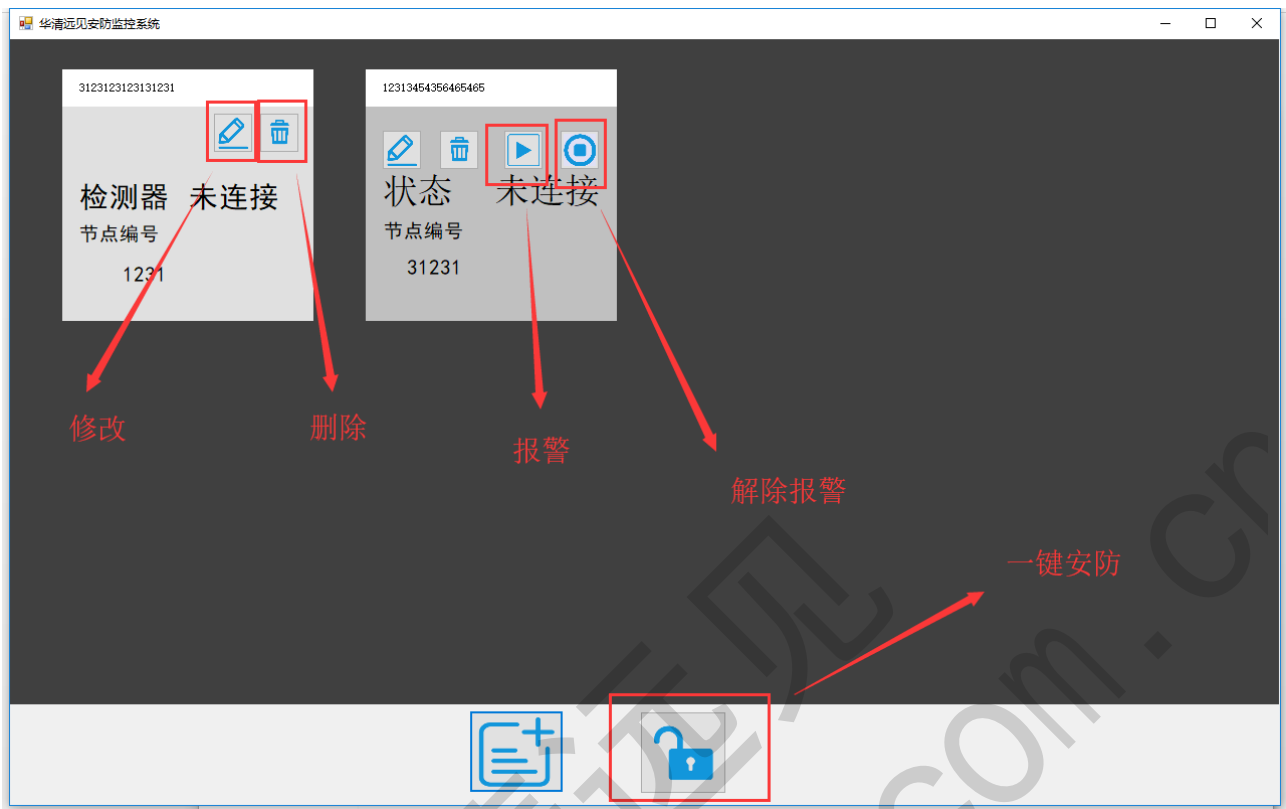 华清远见安防监控系统
3123123123131231
12313454356465465
检测器 未连接
状态 未连接
节点编号
节点编号
1231
31231
修改
删除
报警
解除报警
一键安防
远见
com.cn